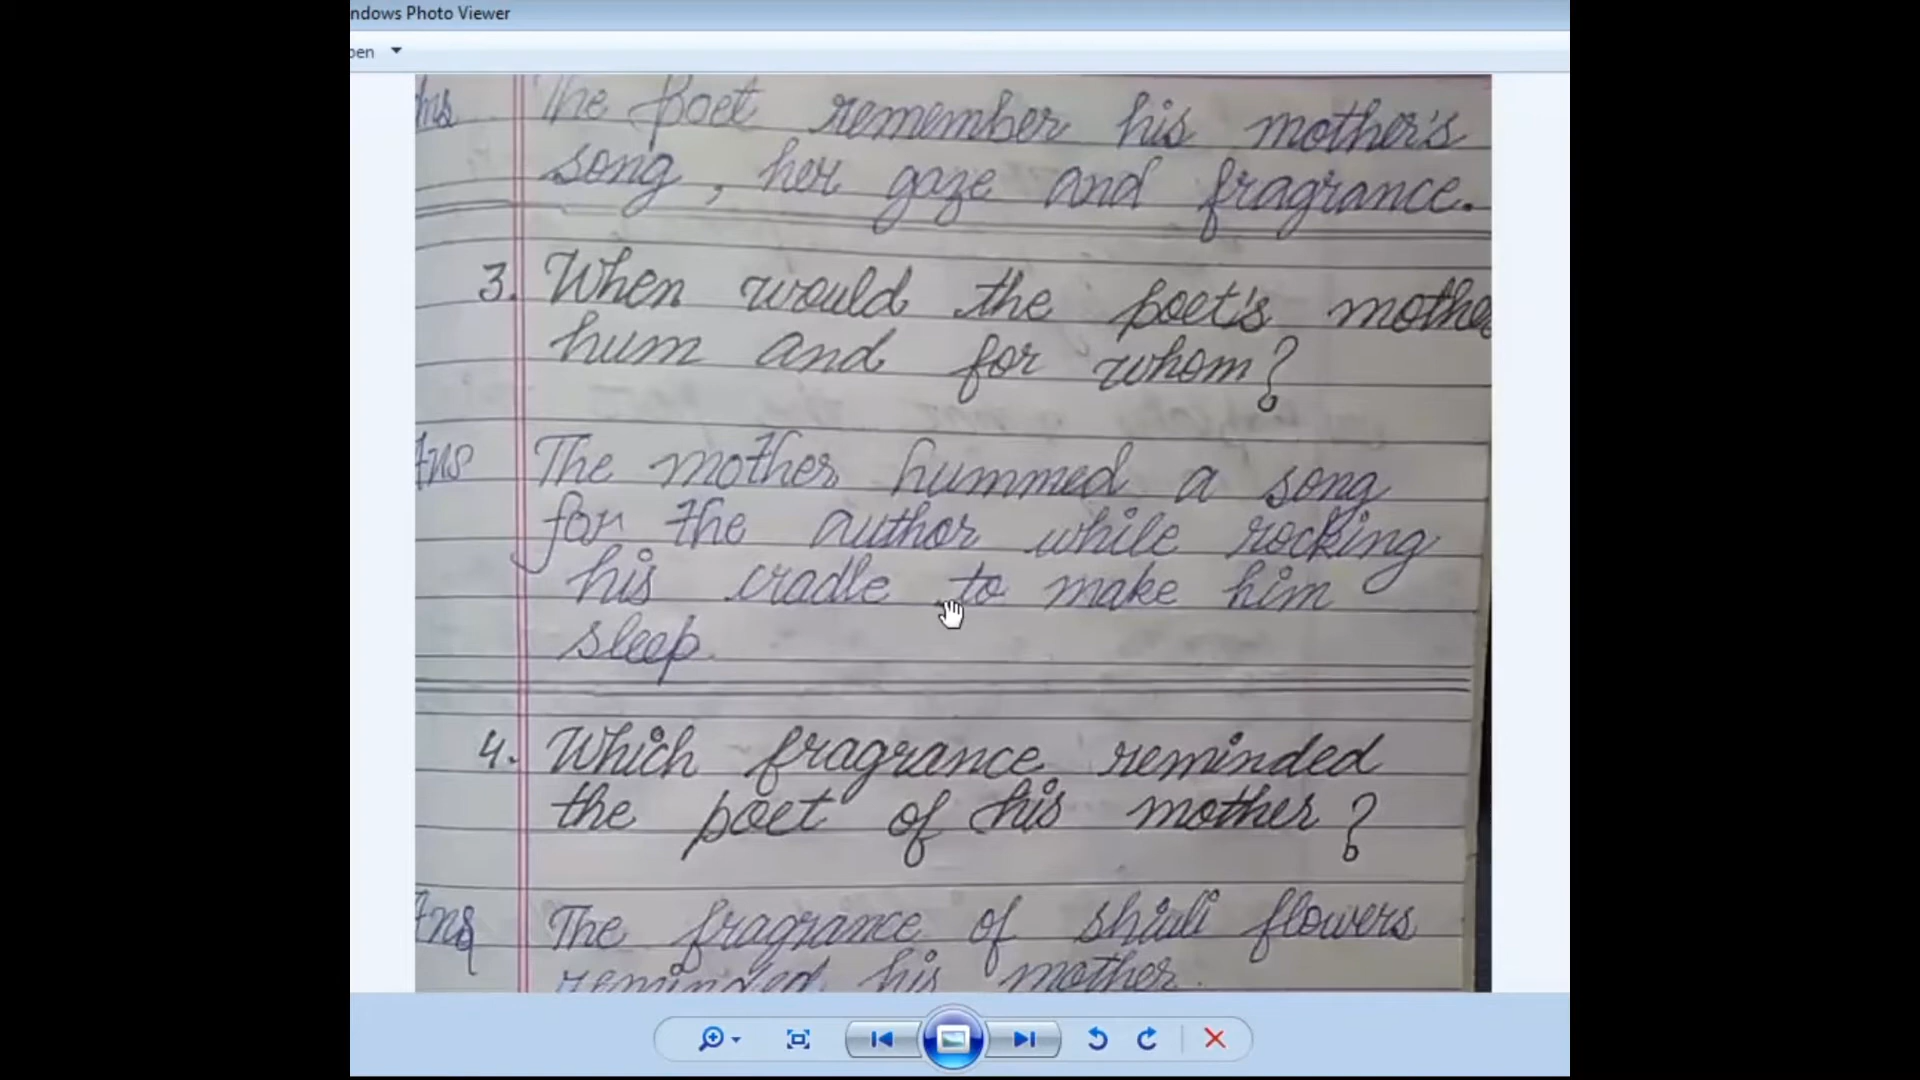 ndows Photo Viewer
pen
Ans The poet remember his mother's
song, her gaze and fragrance.
3. When would the poet's mothe
hum and for whom?
Ans The mother hummed a song
for the author while rocking
his cradle to make him
sleep.
4. Which fragrance reminded
the poet of his mother?
Ans The fragrance of shiuli flowers
reminded his mother.